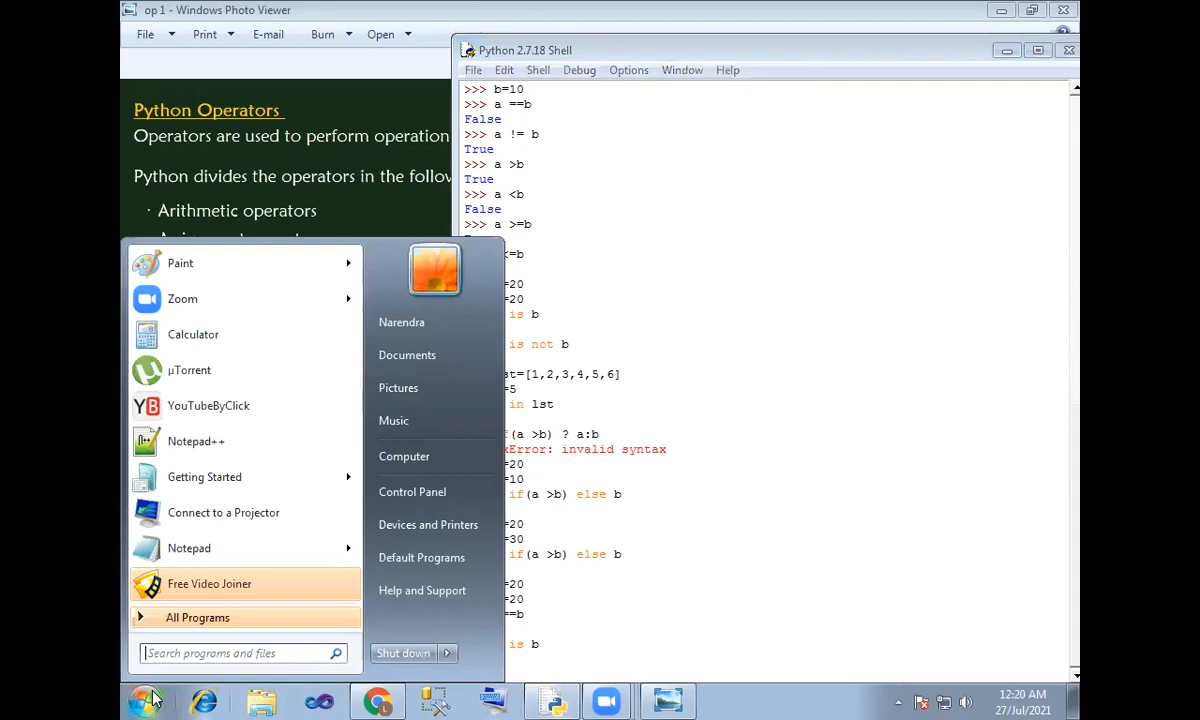 op 1 - Windows Photo Viewer
File Print E-mail Burn Open
Python Operators
Operators are used to perform operation
Python divides the operators in the follov
· Arithmetic operators
Python 2.7.18 Shell
File Edit Shell Debug Options Window Help
>>> b=10
>>> a ==b
False
>>> a != b
True
>>> a >b
True
>>> a <b
False
>>> a >=b
<=b
=20
=20
is b
is not b
st=[1,2,3,4,5,6]
=5
in lst
f(a >b) ? a:b
xError: invalid syntax
=20
=10
if(a >b) else b
=20
=30
if(a >b) else b
=20
=20
==b
is b
Paint
Zoom
Calculator
µTorrent
YouTubeByClick
Notepad++
Getting Started
Connect to a Projector
Notepad
Free Video Joiner
All Programs
Search programs and files
Narendra
Documents
Pictures
Music
Computer
Control Panel
Devices and Printers
Default Programs
Help and Support
Shut down
12:20 AM
27/Jul/2021